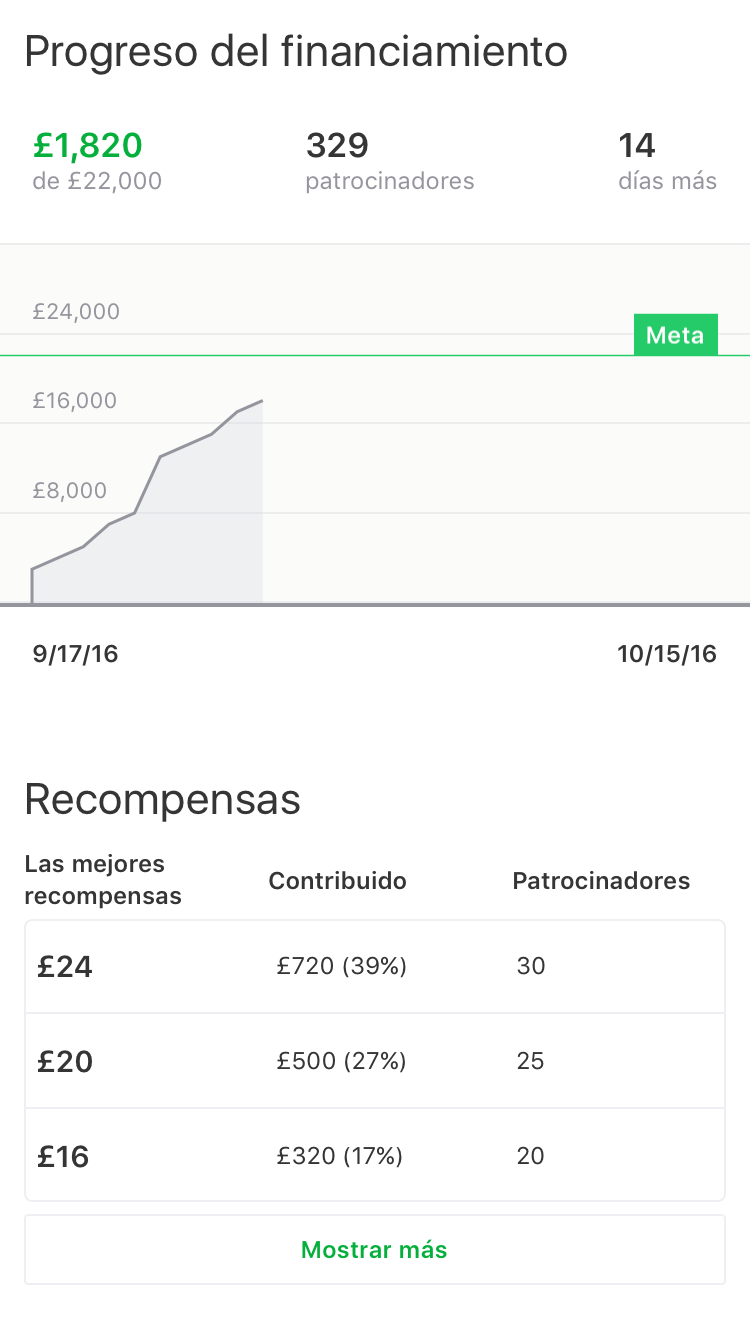 Progreso del financiamiento
£1,820
de £22,000
329
patrocinadores
14
días más
£24,000
Meta
£16,000
£8,000
9/17/16
10/15/16
Recompensas
Las mejores
recompensas
Contribuido
Patrocinadores
£24
£720 (39%)
30
£20
£500 (27%)
25
£16
£320 (17%)
20
Mostrar más